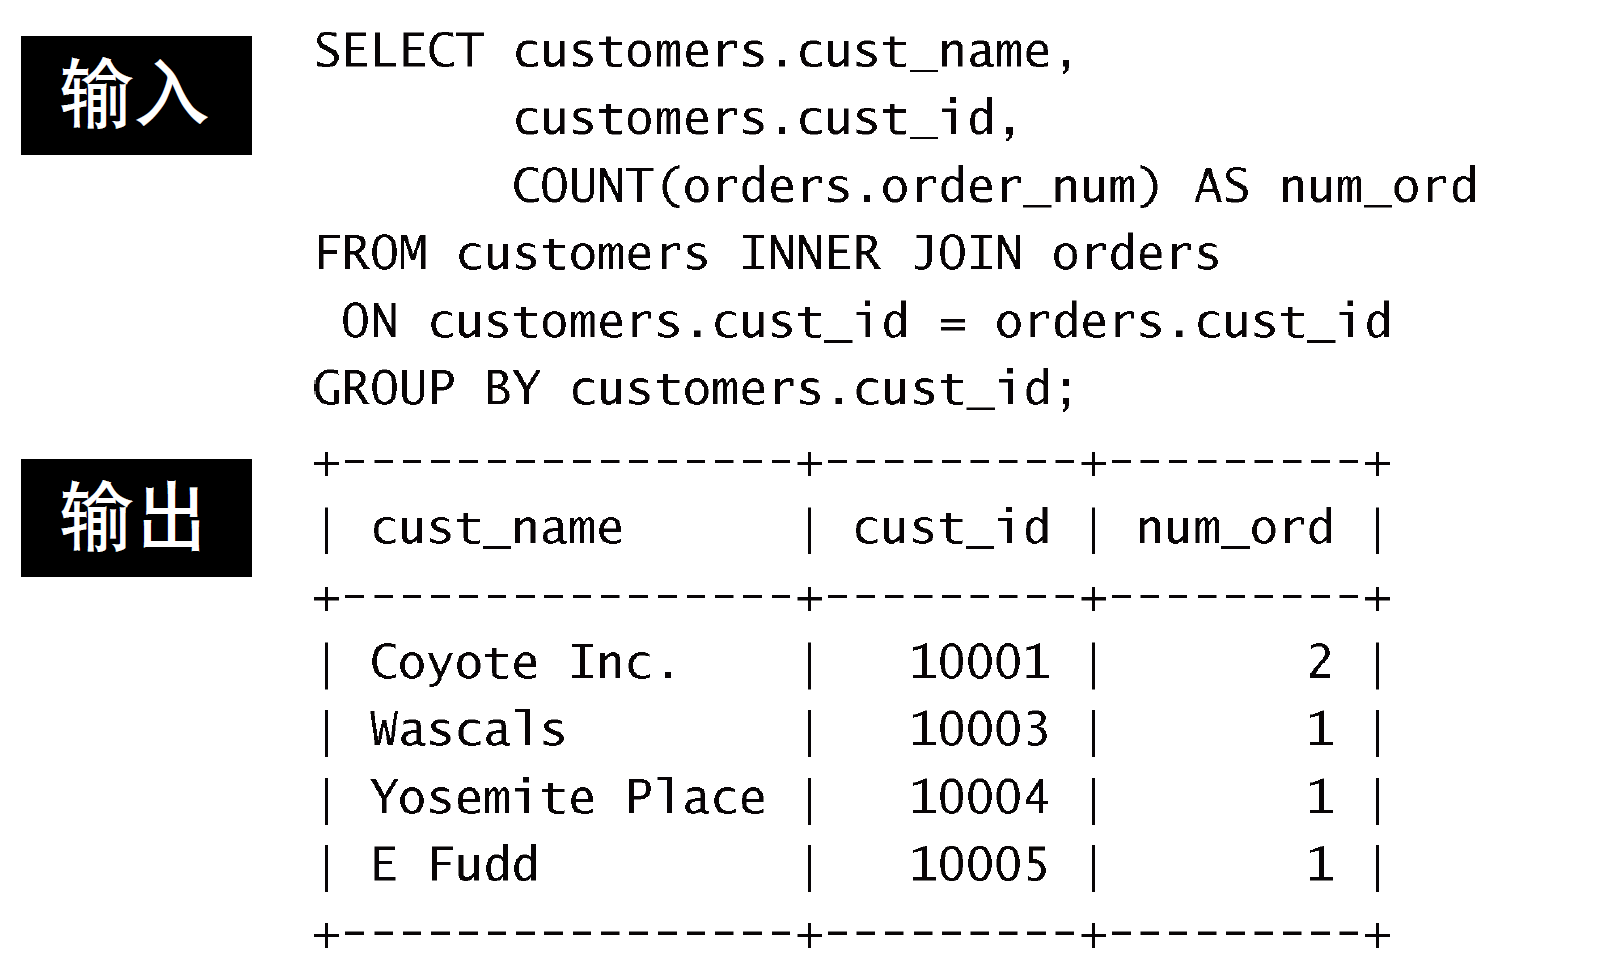 输入
SELECT customers.cust_name,
       customers.cust_id,
       COUNT(orders.order_num) AS num_ord
FROM customers INNER JOIN orders
 ON customers.cust_id = orders.cust_id
GROUP BY customers.cust_id;
输出
+----------------+---------+---------+
| cust_name      | cust_id | num_ord |
+----------------+---------+---------+
| Coyote Inc.    |   10001 |       2 |
| Wascals        |   10003 |       1 |
| Yosemite Place |   10004 |       1 |
| E Fudd         |   10005 |       1 |
+----------------+---------+---------+